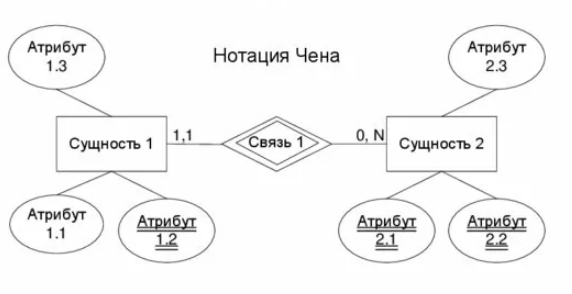 Атрибут
1.3
Нотация Чена
Атрибут
2.3
Сущность 1
1,1
Связь 1
0, N
Сущность 2
Атрибут
1.1
Атрибут
1.2
Атрибут
2.1
Атрибут
2.2